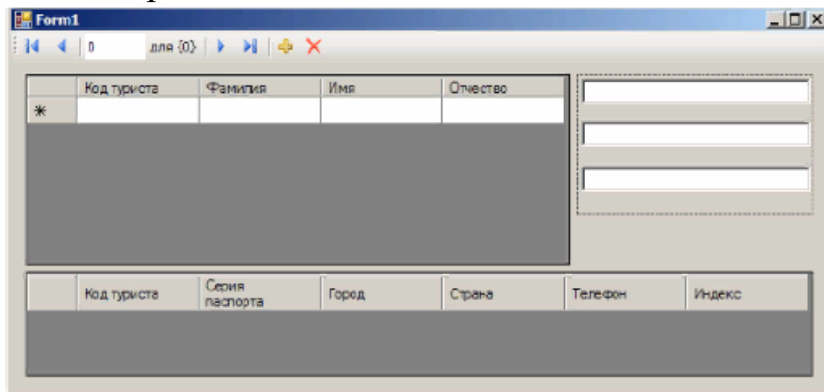 Form1
0 для {0}
Код туриста Фамилия Имя Отчество
Код туриста Серия паспорта Город Страна Телефон Индекс